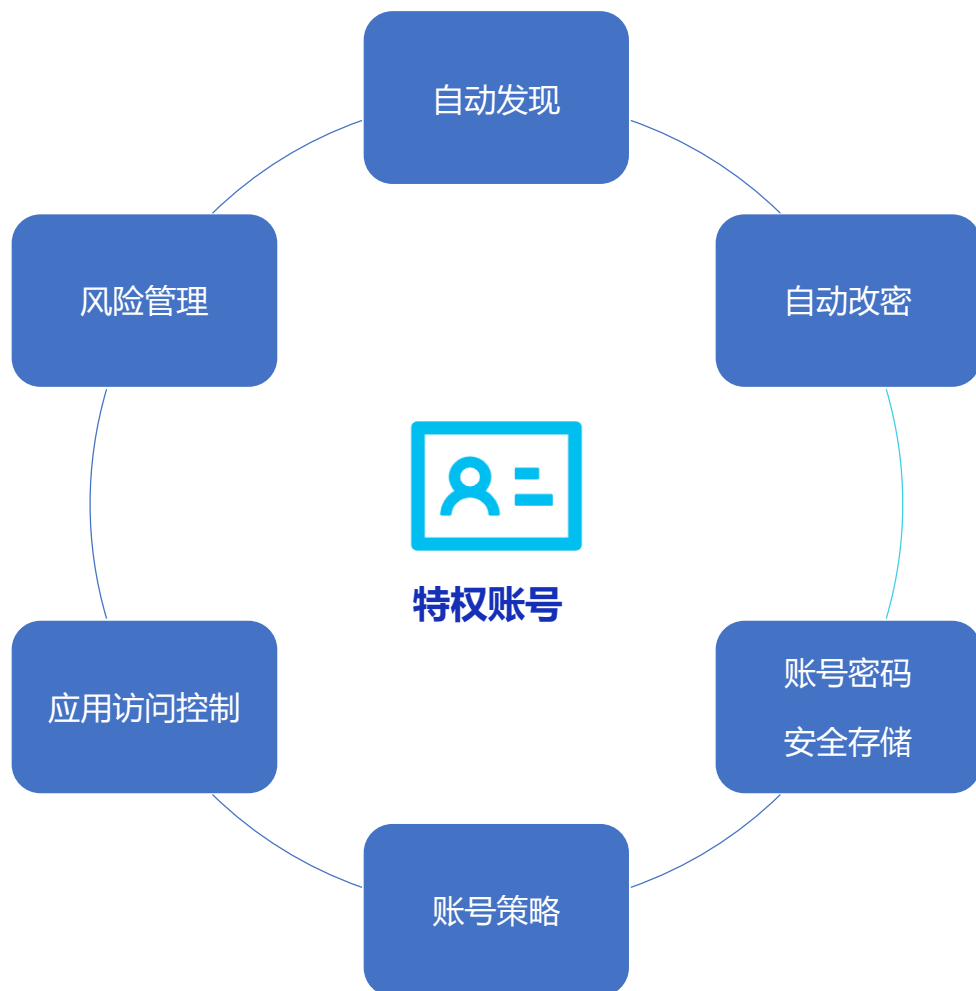 自动发现
风险管理
自动改密
特权账号
应用访问控制
账号密码
安全存储
账号策略